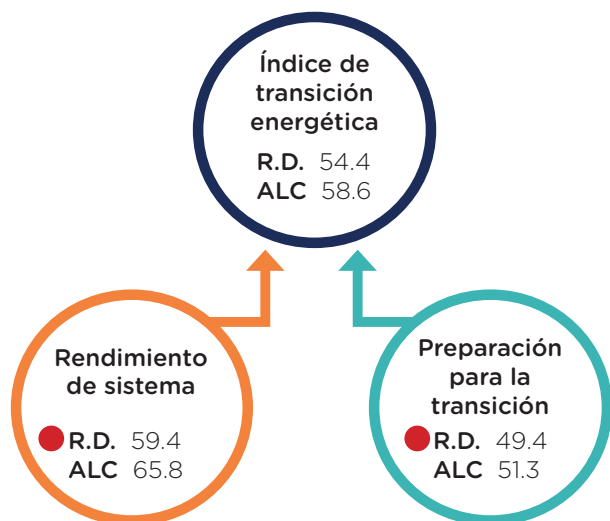 Índice de
transición
energética
R.D. 54.4
ALC 58.6
Rendimiento
de sistema
R.D. 59.4
ALC 65.8
Preparación
para la
transición
R.D. 49.4
ALC 51.3